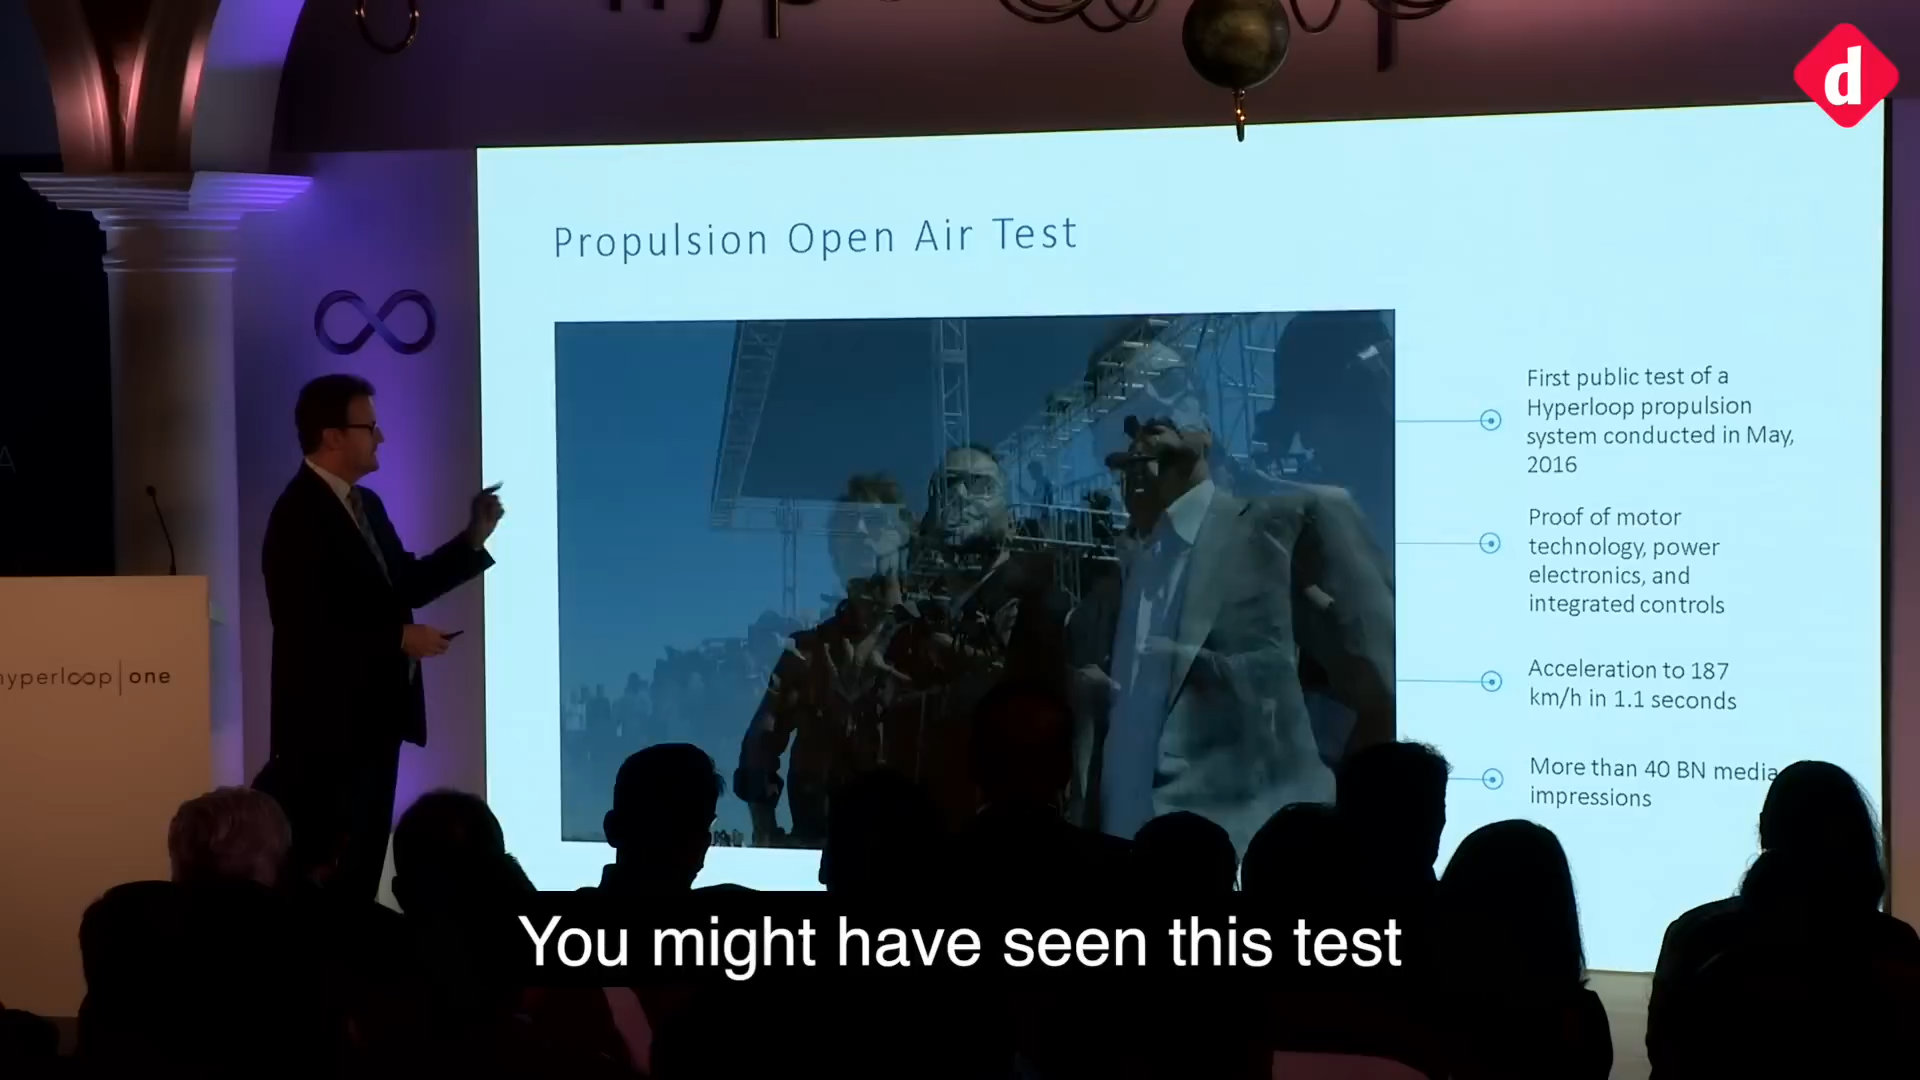 hyperloop
d
Propulsion Open Air Test
First public test of a
Hyperloop propulsion
system conducted in May,
2016
Proof of motor
technology, power
electronics, and
integrated controls
Acceleration to 187
km/h in 1.1 seconds
More than 40 BN media
impressions
A
hyperloop | one
You might have seen this test